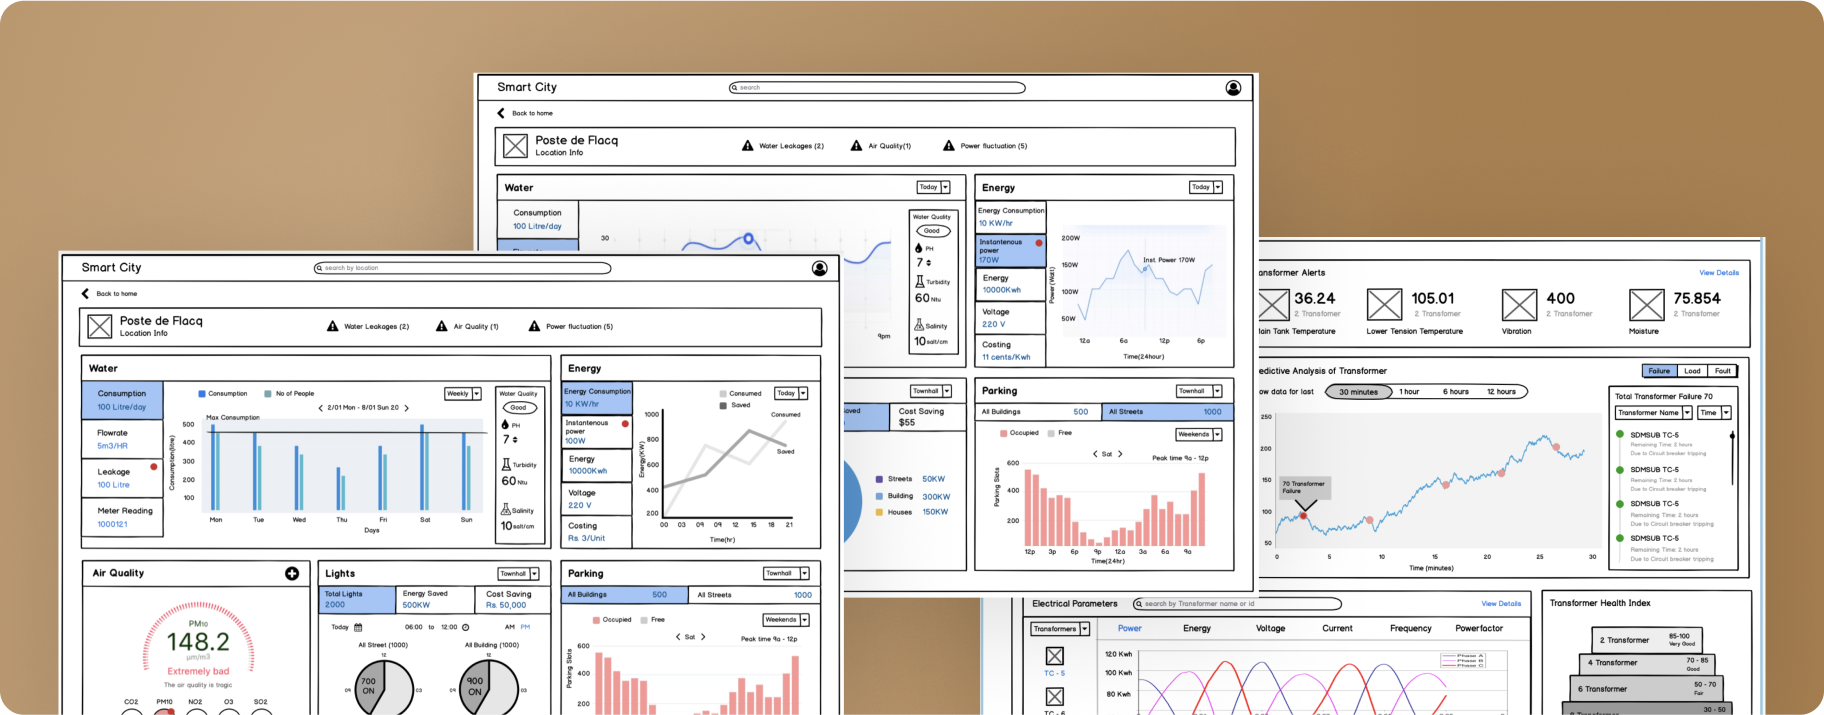 Smart City
search
Back to home
Poste de Flacq
Location Info
Water Leakages (2)
Air Quality(1)
Power fluctuation (5)
Water
Today
Consumption
100 Litre/day
30
9pm
Water Quality
Good
PH
7
Turbidity
60 Ntu
Salinity
10 salt/cm
Energy
Today
Energy Consumption
10 KW/hr
Instantenous
power
170W
Energy
10000Kwh
Voltage
220 V
Costing
11 cents/Kwh
Power(Watt)
200W
150W
100W
50W
Inst. Power 170W
12a 6a 12p 6p
Time(24hour)
Townhall
Cost Saving
$55
Streets 50KW
Building 300KW
Houses 150KW
Parking
Townhall
All Buildings 500
All Streets 1000
Occupied Free
Weekends
Sat
Peak time 9a - 12p
Parking Slots
600
400
200
12p 3p 6p 9p 12a 3a 6a 9a
Time(24hr)
Smart City
search by location
Back to home
Poste de Flacq
Location Info
Water Leakages (2)
Air Quality (1)
Power fluctuation (5)
Water
Consumption
100 Litre/day
Flowrate
5m3/HR
Leakage
100 Litre
Meter Reading
1000121
Consumption No of People
Weekly
2/01 Mon - 8/01 Sun 20
Max Consumption
Consumption(litre)
500
400
300
200
100
Mon Tue Wed Thu Fri Sat Sun
Days
Water Quality
Good
PH
7
Turbidity
60 Ntu
Salinity
10 salt/cm
Energy
Energy Consumption
10 KW/hr
Instantenous
power
100W
Energy
10000Kwh
Voltage
220 V
Costing
Rs. 3/Unit
Consumed
Saved
Today
Energy(KW)
1000
800
600
400
200
Consumed
Saved
00 03 09 09 12 15 18 21
Time(hr)
Air Quality
PM10
148.2
µm/m3
Extremely bad
The air quality is tragic
CO2 PM10 NO2 O3 SO2
Lights
Townhall
Total Lights
2000
Energy Saved
500KW
Cost Saving
Rs. 50,000
Today
06:00 to 12:00
AM PM
All Street (1000)
12
700
ON
09 03
All Building (1000)
12
900
ON
09 03
Parking
Townhall
All Buildings 500
All Streets 1000
Occupied Free
Weekends
Sat
Peak time 9a - 12p
Parking Slots
600
400
200
ansformer Alerts
View Details
36.24
2 Transfomer
ain Tank Temperature
105.01
2 Transfomer
Lower Tension Temperature
400
2 Transfomer
Vibration
75.854
2 Transfomer
Moisture
edictive Analysis of Transformer
Failure Load Fault
ow data for last
30 minutes 1 hour 6 hours 12 hours
250
200
150
100
50
70 Transformer
Failure
0 5 10 15 20 25 30
Time (minutes)
Total Transformer Failure 70
Transformer Name
Time
SDMSUB TC-5
Remaining Time: 2 hours
Due to Circuit breaker tripping
SDMSUB TC-5
Remaining Time: 2 hours
Due to Circuit breaker tripping
SDMSUB TC-5
Remaining Time: 2 hours
Due to Circuit breaker tripping
SDMSUB TC-5
Remaining Time: 2 hours
Due to Circuit breaker tripping
Electrical Parameters
search by Transformer name or id
View Details
Transformers
TC - 5
TC - 6
Power Energy Voltage Current Frequency Powerfactor
120 Kwh
100 Kwh
80 Kwh
Phase A
Phase B
Phase C
Transformer Health Index
2 Transformer
85-100
Very Good
4 Transformer
70 - 85
Good
6 Transformer
50 - 70
Fair
30 - 50